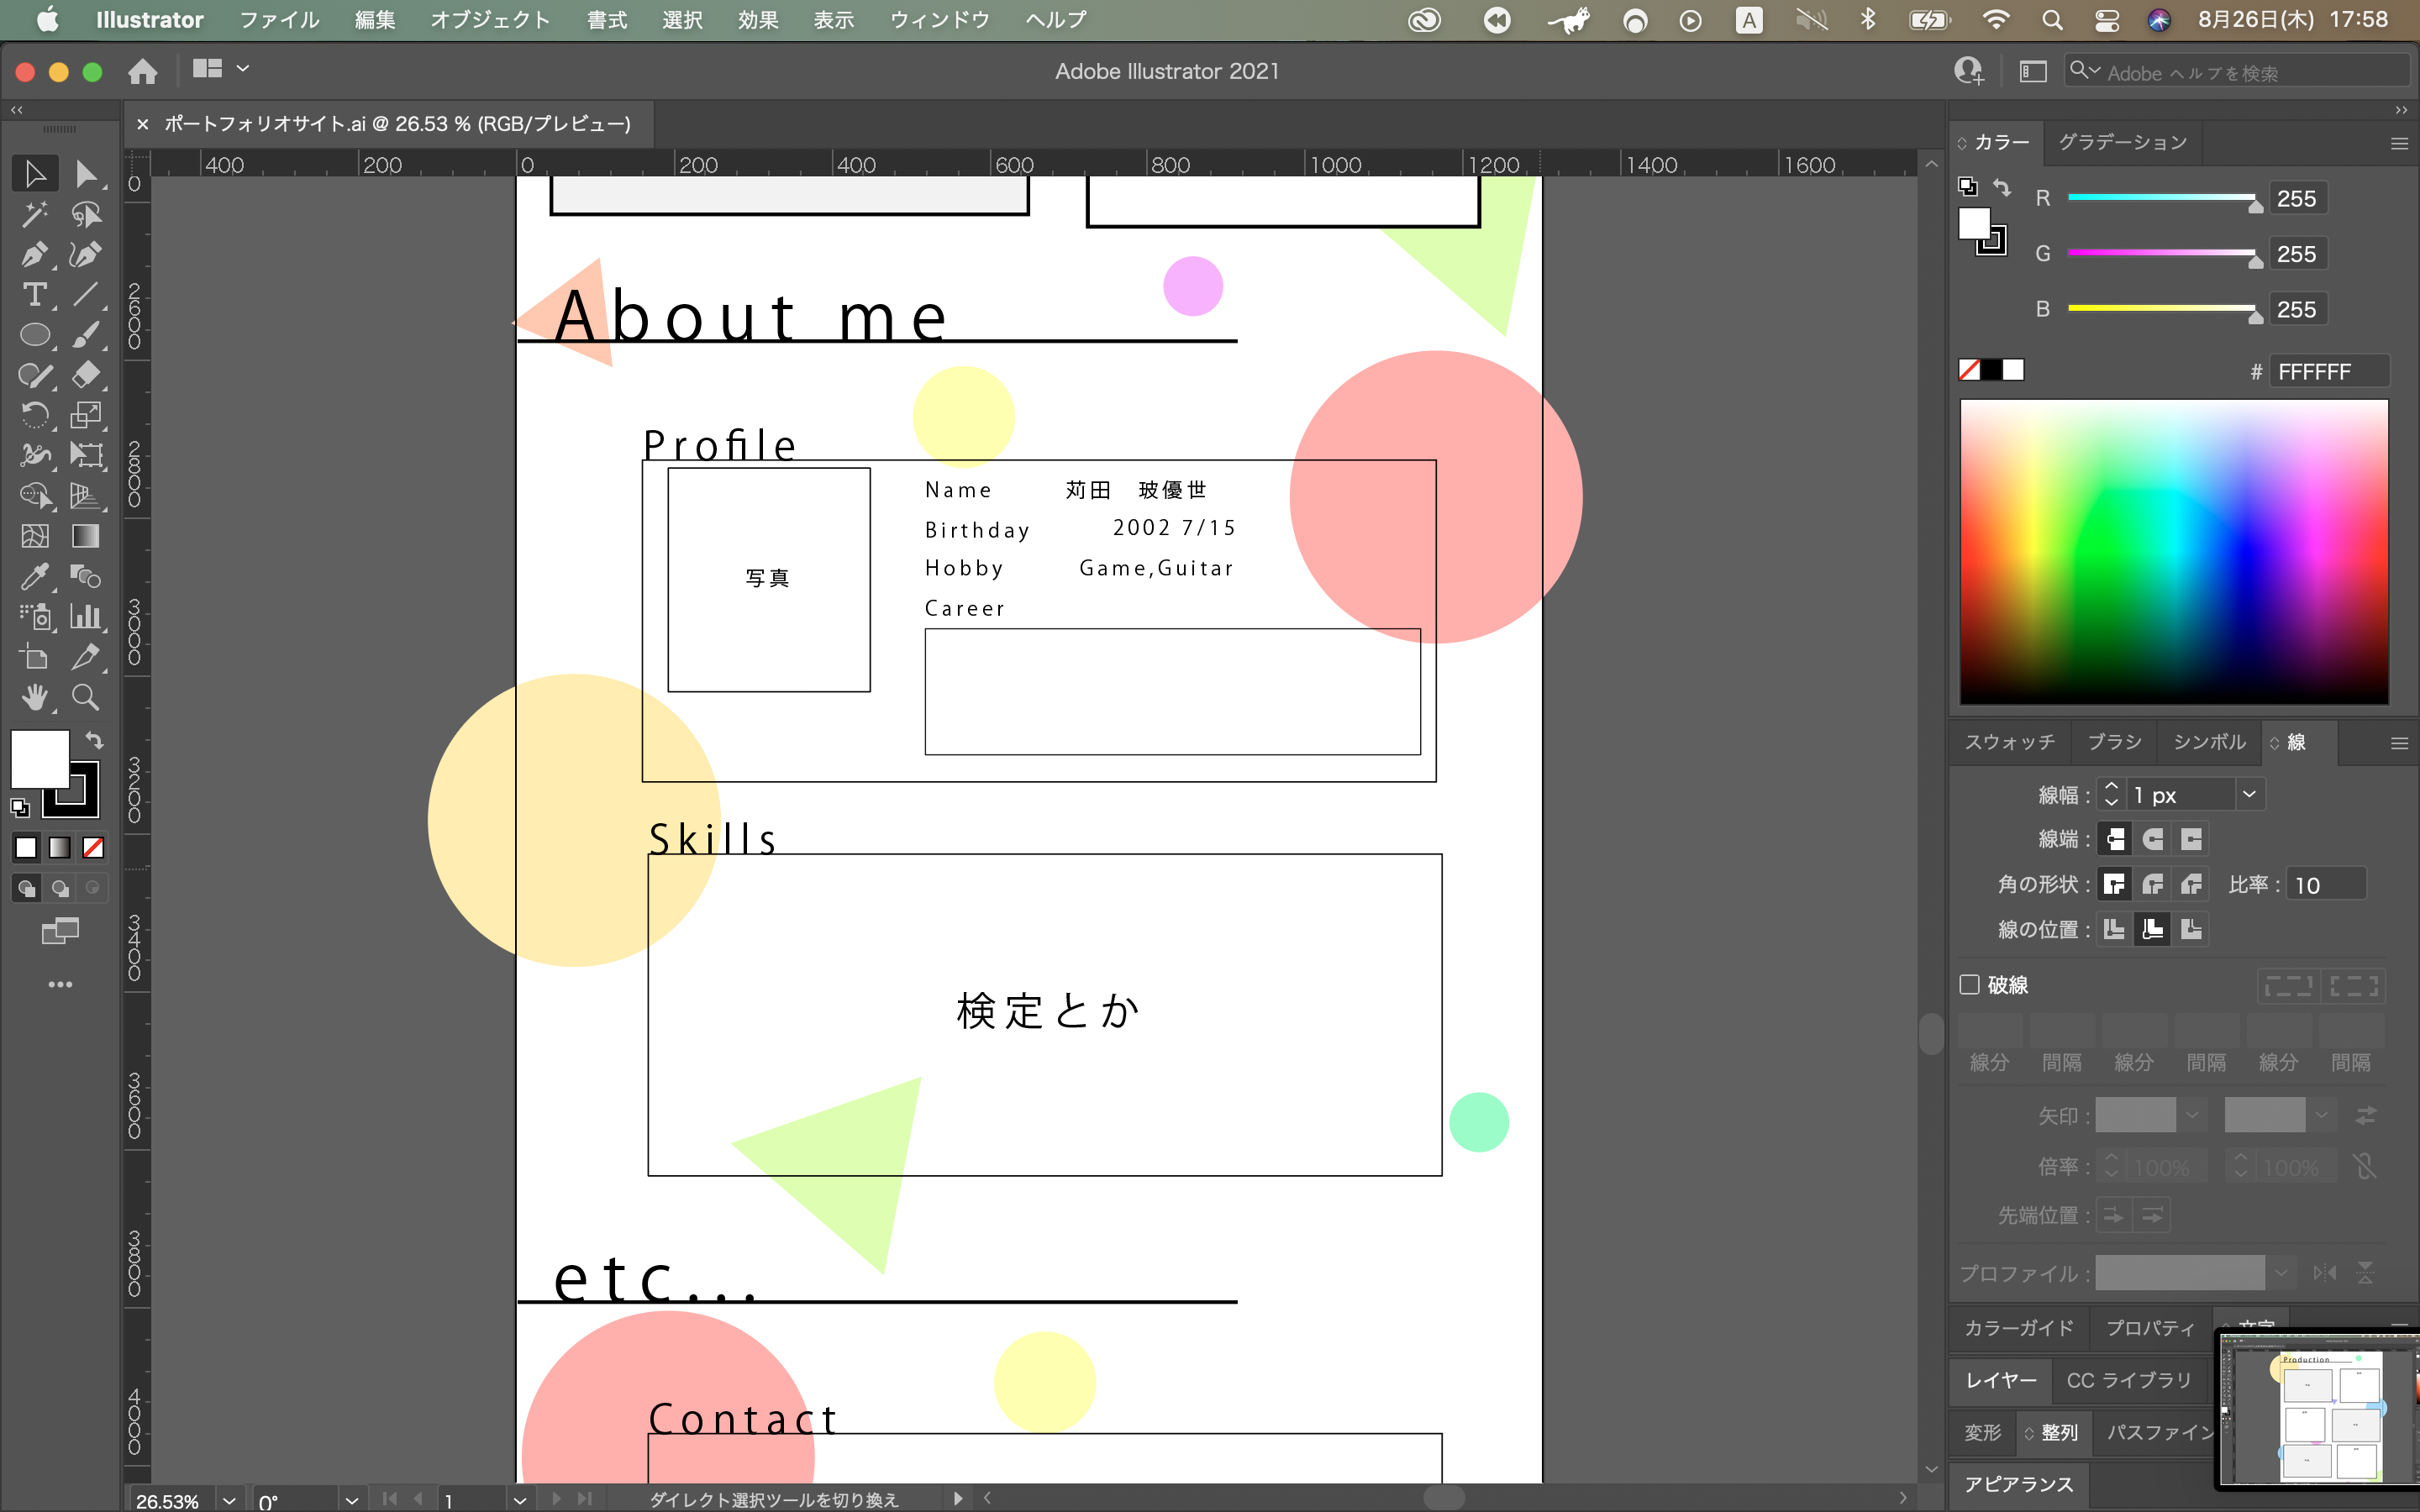 Illustrator ファイル 編集 オブジェクト 書式 選択 効果 表示 ウィンドウ ヘルプ A 8月26日(木) 17:58
Adobe Illustrator 2021
Adobe ヘルプを検索
× ポートフォリオサイト.ai @ 26.53 % (RGB/プレビュー)
400 200 0 200 400 600 800 1000 1200 1400 1600
0
2600
2800
3000
3200
3400
3600
3800
4000
About me
Profile
写真
Name 苅田 玻優世
Birthday 2002 7/15
Hobby Game,Guitar
Career
Skills
検定とか
etc...
Contact
カラー グラデーション
R 255
G 255
B 255
# FFFFFF
スウォッチ ブラシ シンボル 線
線幅 : 1 px
線端 :
角の形状 : 比率 : 10
線の位置 :
破線
線分 間隔 線分 間隔 線分 間隔
矢印 :
倍率 : 100% 100%
先端位置 :
プロファイル :
カラーガイド プロパティ 文字
レイヤー CC ライブラリ
変形 整列 パスファイン
アピアランス
Production
26.53% 0° 1 ダイレクト選択ツールを切り換え